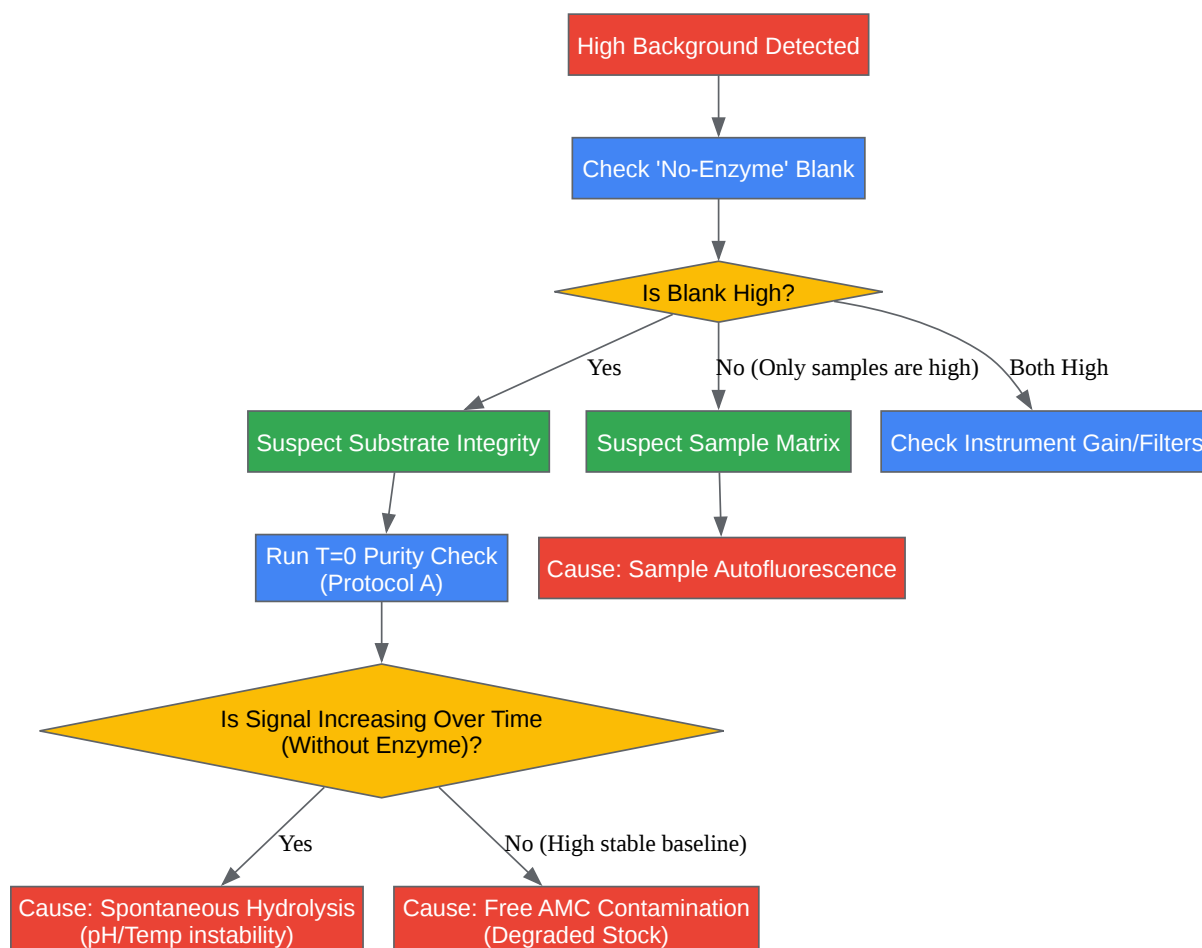 High Background Detected
Check 'No-Enzyme' Blank
Is Blank High?
Yes
No (Only samples are high)
Both High
Suspect Substrate Integrity
Suspect Sample Matrix
Check Instrument Gain/Filters
Run T=0 Purity Check
(Protocol A)
Cause: Sample Autofluorescence
Is Signal Increasing Over Time
(Without Enzyme)?
Yes
No (High stable baseline)
Cause: Spontaneous Hydrolysis
(pH/Temp instability)
Cause: Free AMC Contamination
(Degraded Stock)